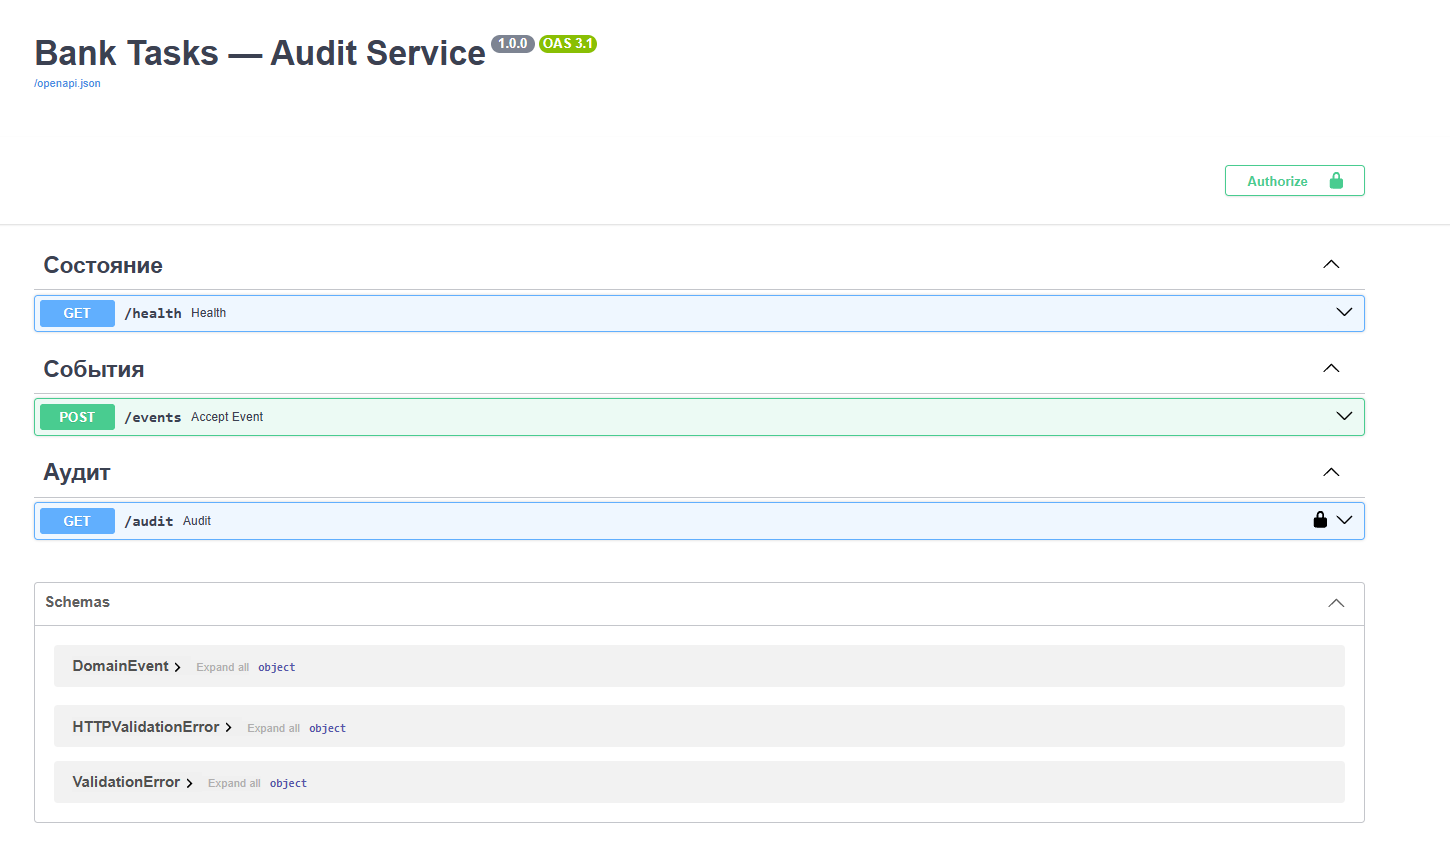 Bank Tasks — Audit Service 1.0.0 OAS 3.1
/openapi.json
Authorize
Состояние
GET /health Health
События
POST /events Accept Event
Аудит
GET /audit Audit
Schemas
DomainEvent Expand all object
HTTPValidationError Expand all object
ValidationError Expand all object